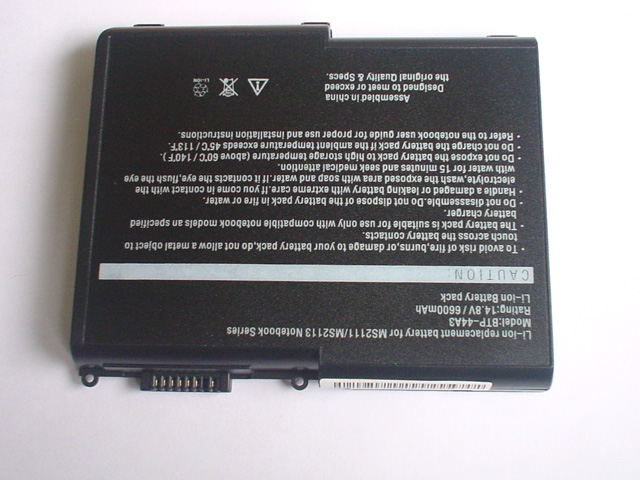 Li-ion replacement battery for MS2111/MS2113 Notebook Series
Model:BTP-44A3
Rating:14.8V / 6600mAh
Li-Ion Battery pack
CAUTION:
• To avoid of risk of fire,burns,or damage to your battery pack,do not allow a metal object to
touch across the battery contacts.
• The battery pack is suitable for use only with compatible notebook models an specified
battery charger.
• Do not disassemble. Do not dispose of the battery pack in fire or water.
• Handle a damaged or leaking battery with extreme care. If you come in contact with the
electrolyte,wash the exposed area with soap and water. If it contacts the eye,flush the eye
with water for 15 minutes and seek medical attention.
• Do not expose the battery pack to high storage temperature (above 60℃/140℉).
• Do not charge the battery pack if the ambient temperature exceeds 45℃ / 113℉.
• Refer to the notebook user guide for proper use and installation instructions.
Assembled in china
Designed to meet or exceed
the original Quality & Specs.
Li-ION